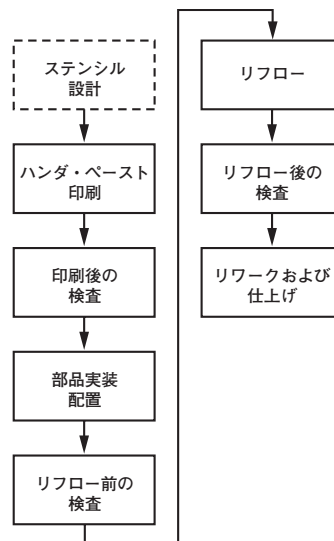 ステンシル
設計
ハンダ・ペースト
印刷
印刷後の
検査
部品実装
配置
リフロー前の
検査
リフロー
リフロー後の
検査
リワークおよび
仕上げ